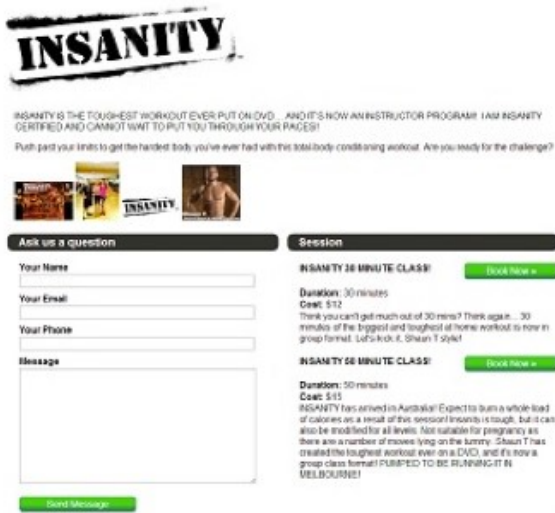 INSANITY
INSANITY IS THE TOUGHEST WORKOUT EVER PUT ON DVD... AND IT'S NOW AN INSTRUCTOR PROGRAM!! I AM INSANITY
CERTIFIED AND CANNOT WAIT TO PUT YOU THROUGH YOUR PACES!
Push past your limits to get the hardest body you've ever had with this total-body conditioning workout. Are you ready for the challenge?
INSANITY
Ask us a question
Your Name
Your Email
Your Phone
Message
Send Message
Session
INSANITY 30 MINUTE CLASS!
Book Now »
Duration: 30 minutes
Cost: $12
Think you can't get much out of 30 mins? Think again... 30
minutes of the biggest and toughest at home workout is now in
group format. Let's kick it, Shaun T style!
INSANITY 50 MINUTE CLASS!
Book Now »
Duration: 50 minutes
Cost: $15
INSANITY has arrived in Australia! Expect to burn a whole load
of calories as a result of this session! Insanity is tough, but it can
also be modified for all levels. Not suitable for pregnancy as
there are a number of moves lying on the tummy. Shaun T has
created the toughest workout ever on a DVD, and it's now a
group class format! PUMPED TO BE RUNNING IT IN
MELBOURNE!